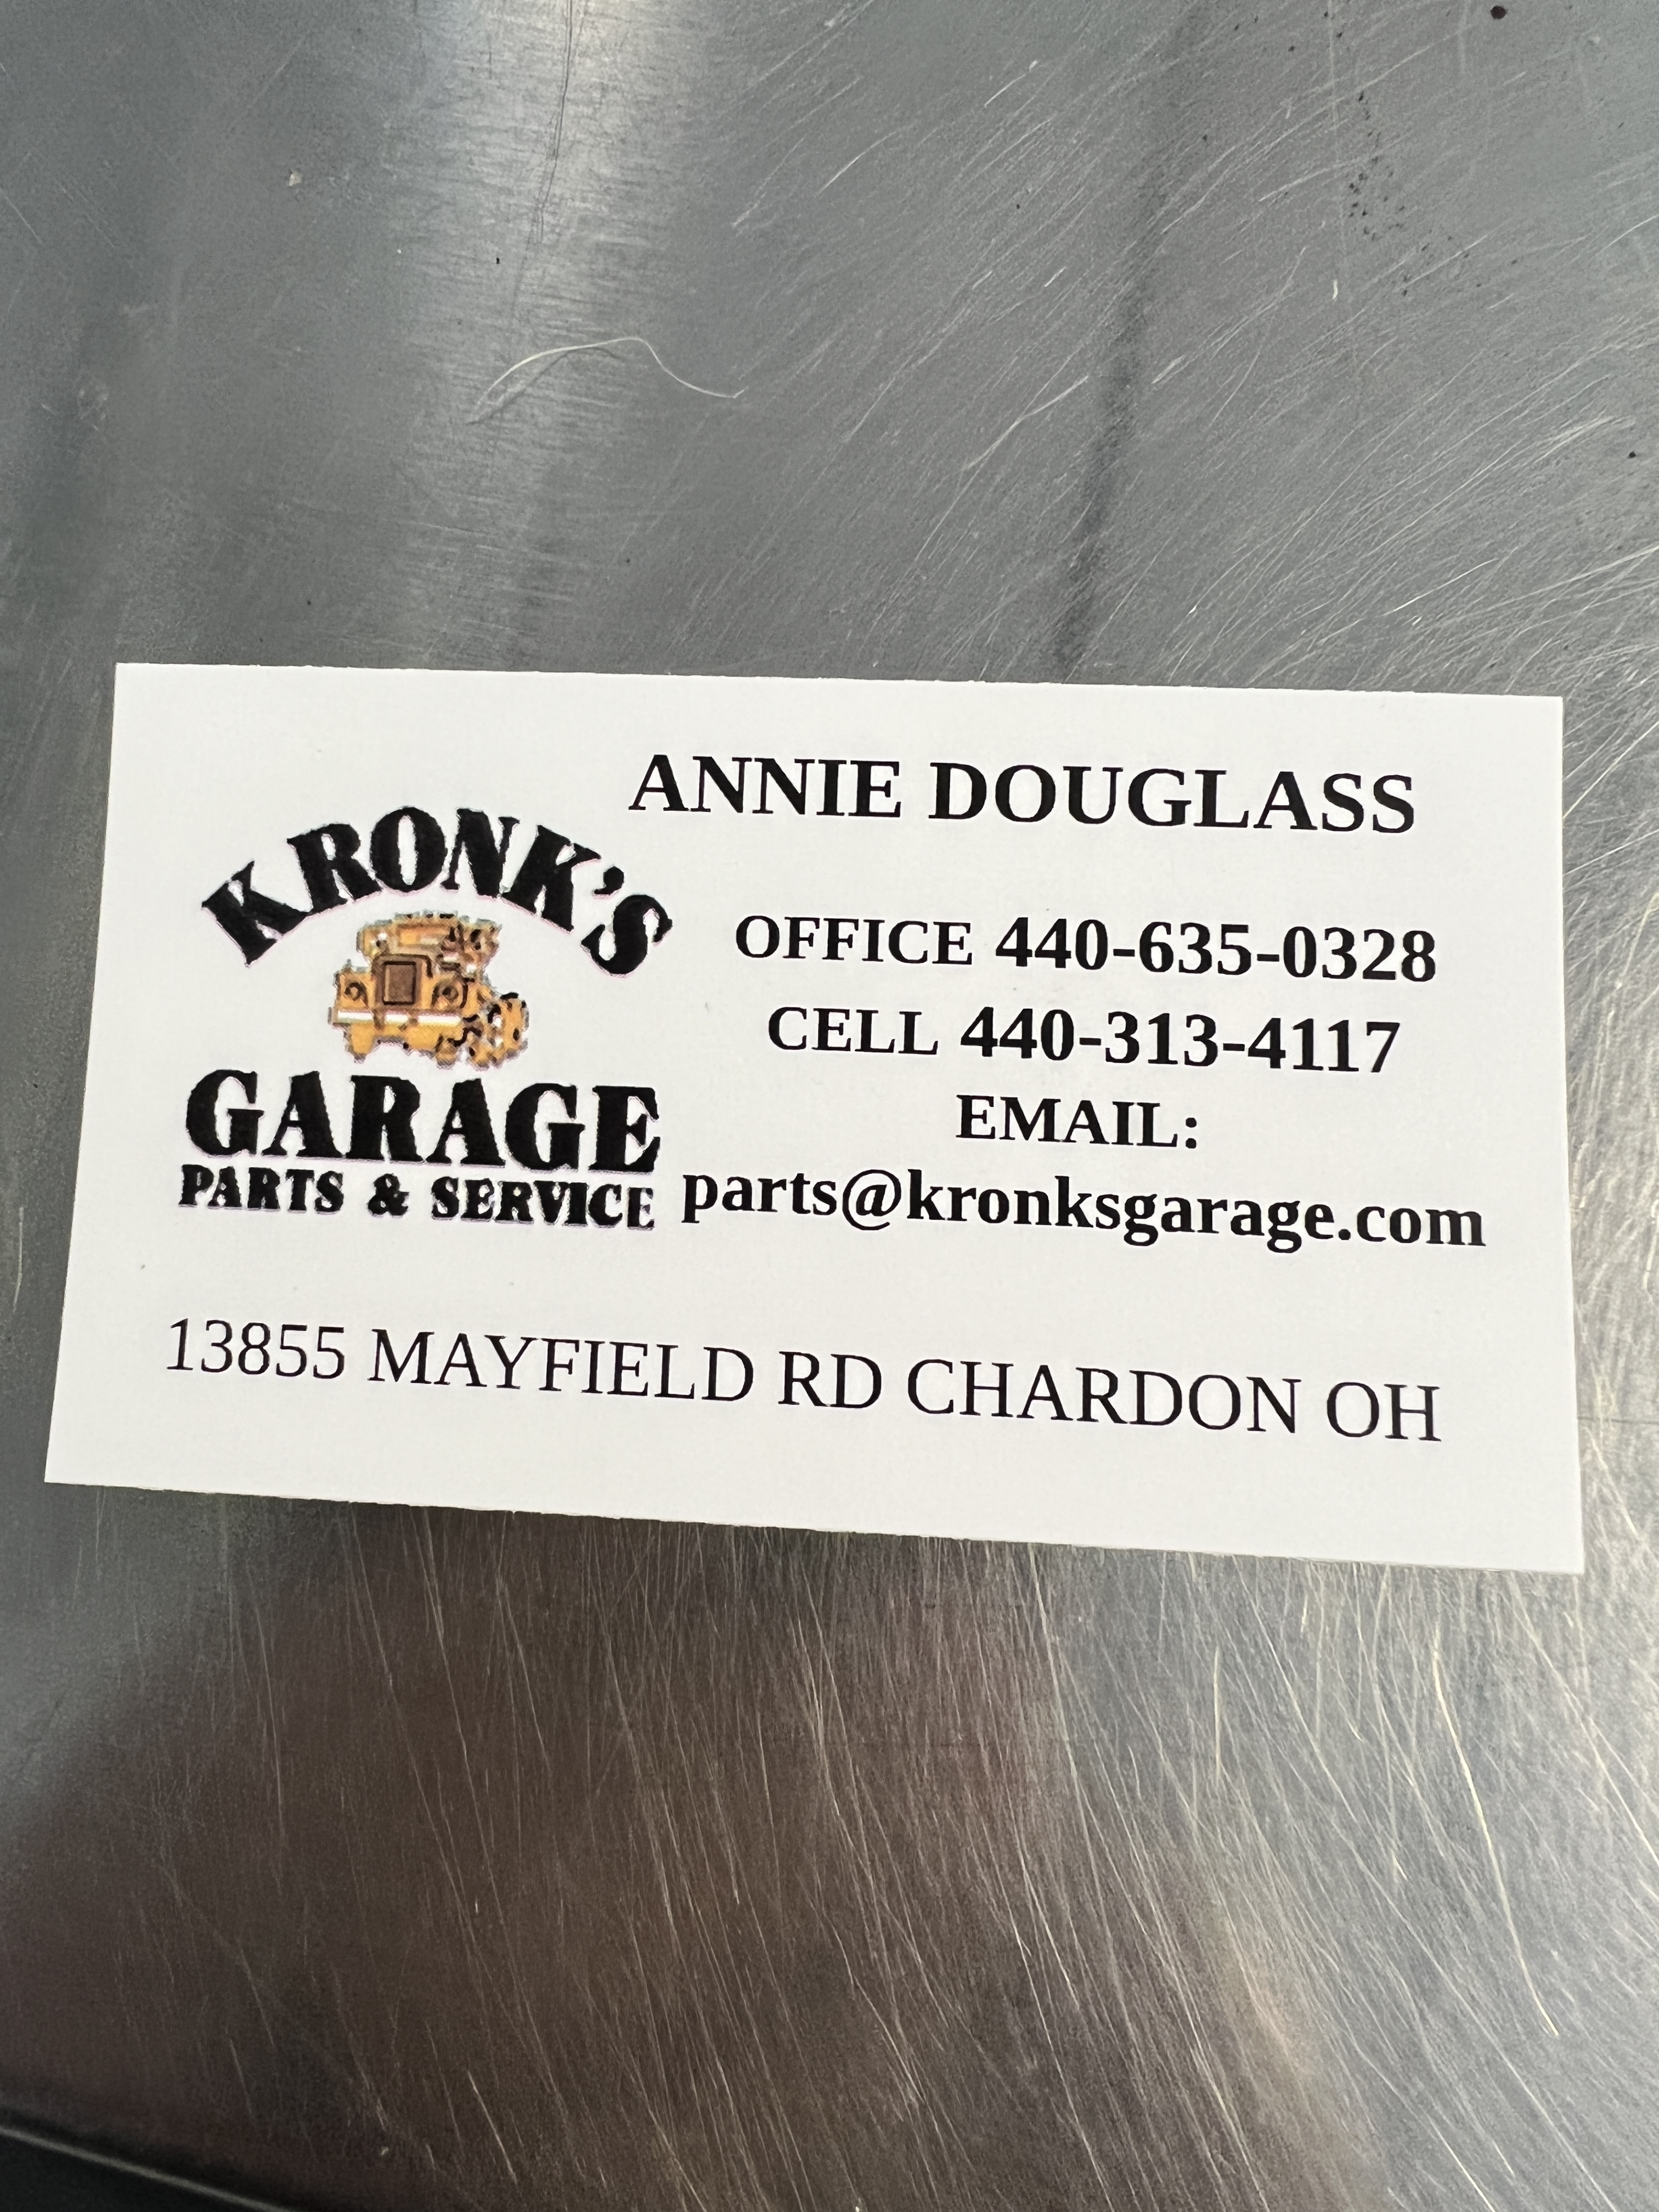 ANNIE DOUGLASS
KRONK'S
GARAGE
PARTS & SERVICE
OFFICE 440-635-0328
CELL 440-313-4117
EMAIL:
parts@kronksgarage.com
13855 MAYFIELD RD CHARDON OH